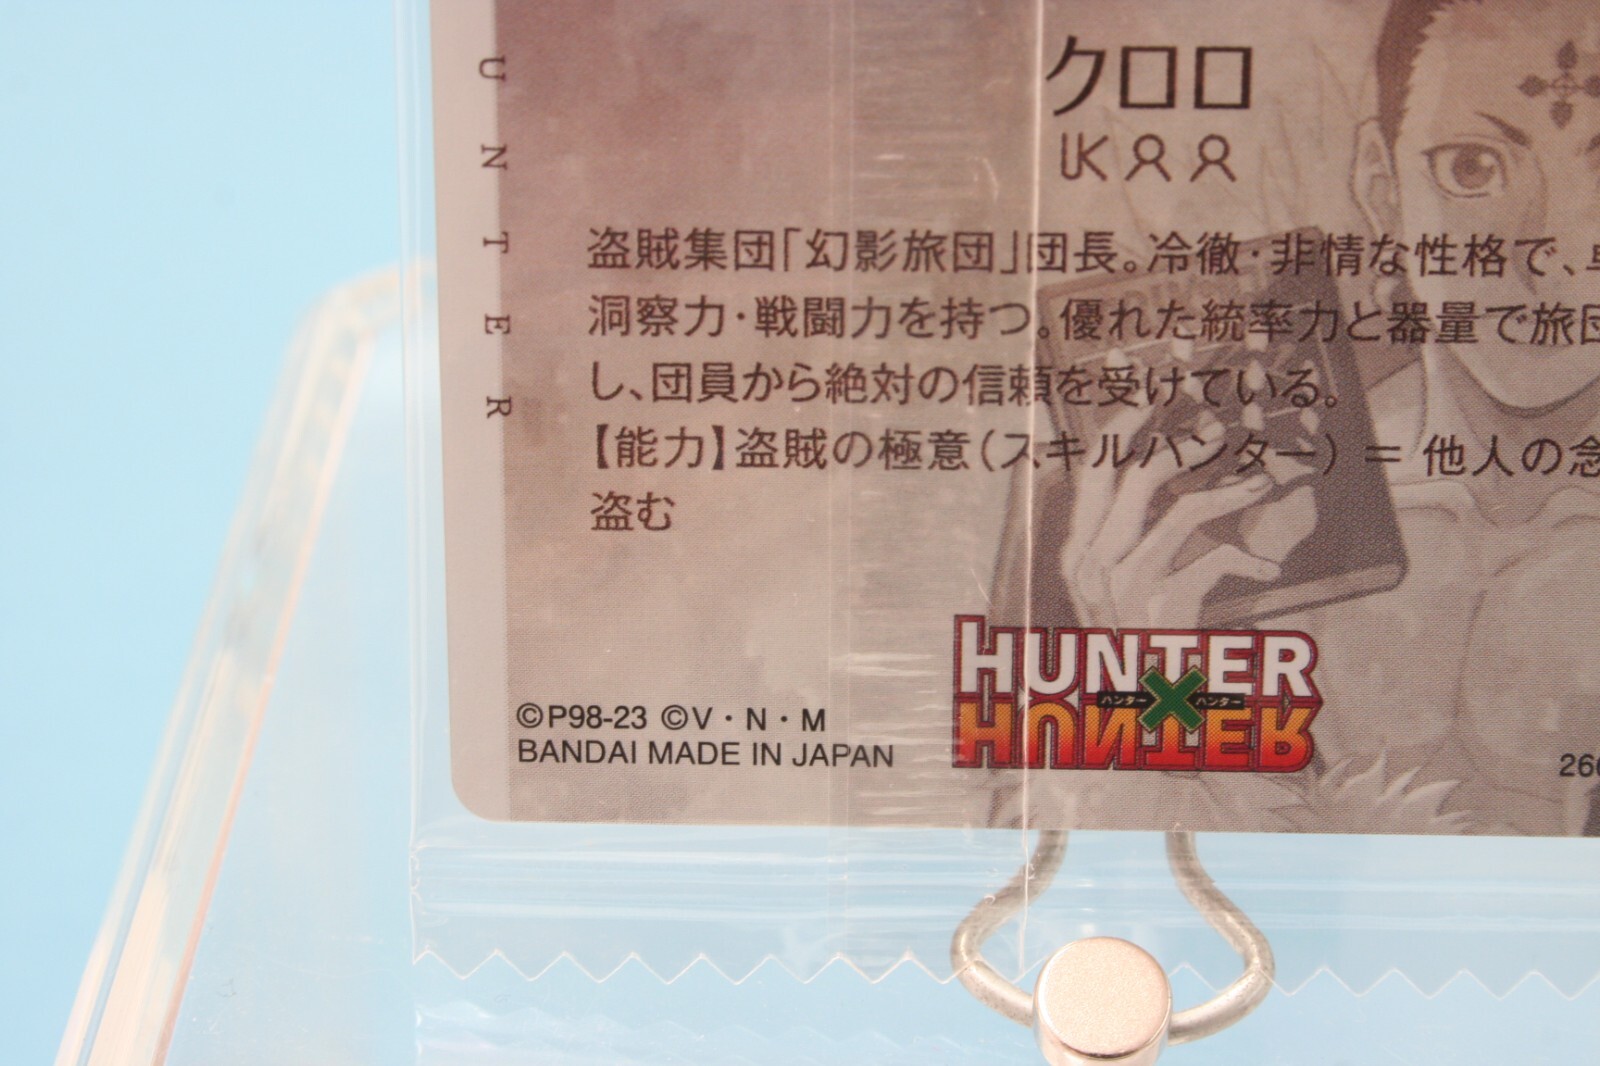 UNTER
クロロ
盗賊集団「幻影旅団」団長。冷徹・非情な性格で、
洞察力・戦闘力を持つ。優れた統率力と器量で旅団
し、団員から絶対の信頼を受けている。
【能力】盗賊の極意(スキルハンター) = 他人の念
盗む
HUNTER
ハンター×ハンター
HUNTER
©P98-23 ©V・N・M
BANDAI MADE IN JAPAN